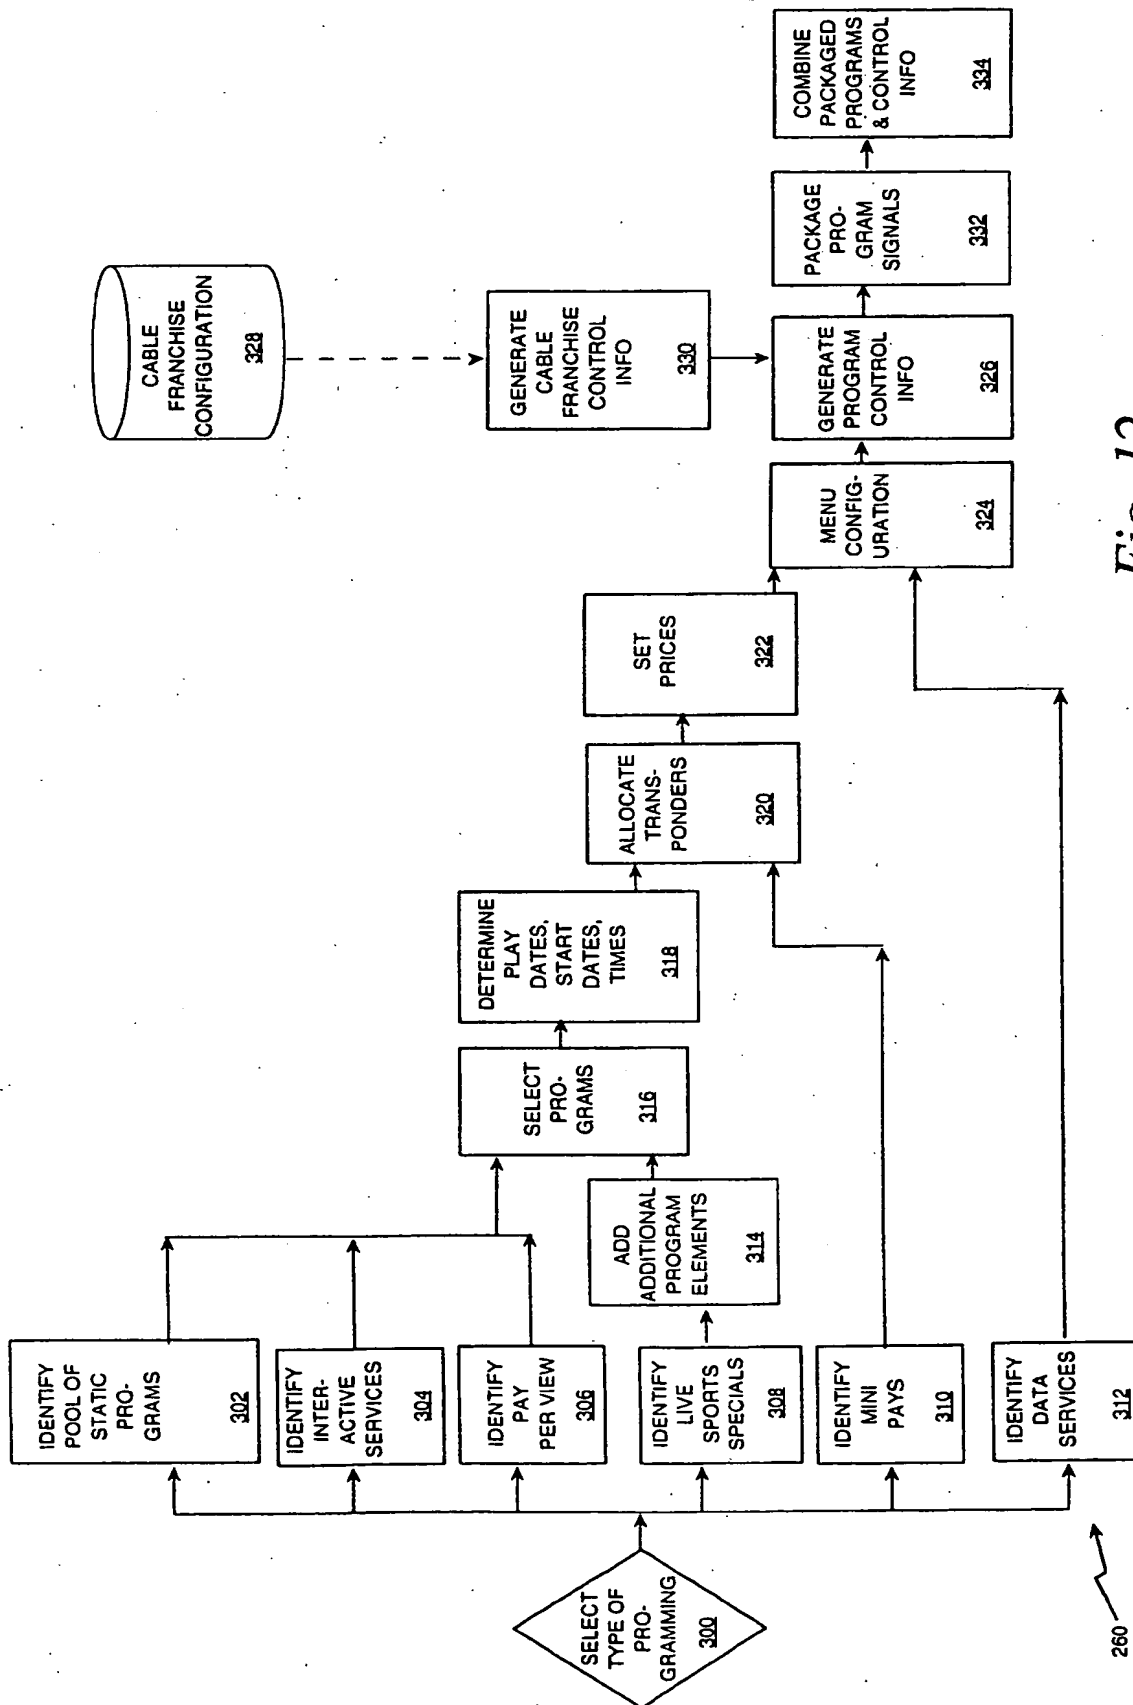 SELECT
TYPE OF
PRO-
GRAMMING
300
IDENTIFY
POOL OF
STATIC
PRO-
GRAMS
302
IDENTIFY
INTER-
ACTIVE
SERVICES
304
IDENTIFY
PAY
PER VIEW
306
IDENTIFY
LIVE
SPORTS
SPECIALS
308
IDENTIFY
MINI
PAYS
310
IDENTIFY
DATA
SERVICES
312
ADD
ADDITIONAL
PROGRAM
ELEMENTS
314
SELECT
PRO-
GRAMS
316
DETERMINE
PLAY
DATES,
START
DATES,
TIMES
318
ALLOCATE
TRANS-
PONDERS
320
SET
PRICES
322
MENU
CONFIG-
URATION
324
CABLE
FRANCHISE
CONFIGURATION
328
GENERATE
CABLE
FRANCHISE
CONTROL
INFO
330
GENERATE
PROGRAM
CONTROL
INFO
326
PACKAGE
PRO-
GRAM
SIGNALS
332
COMBINE
PACKAGED
PROGRAMS
& CONTROL
INFO
334
260
Fig. 12